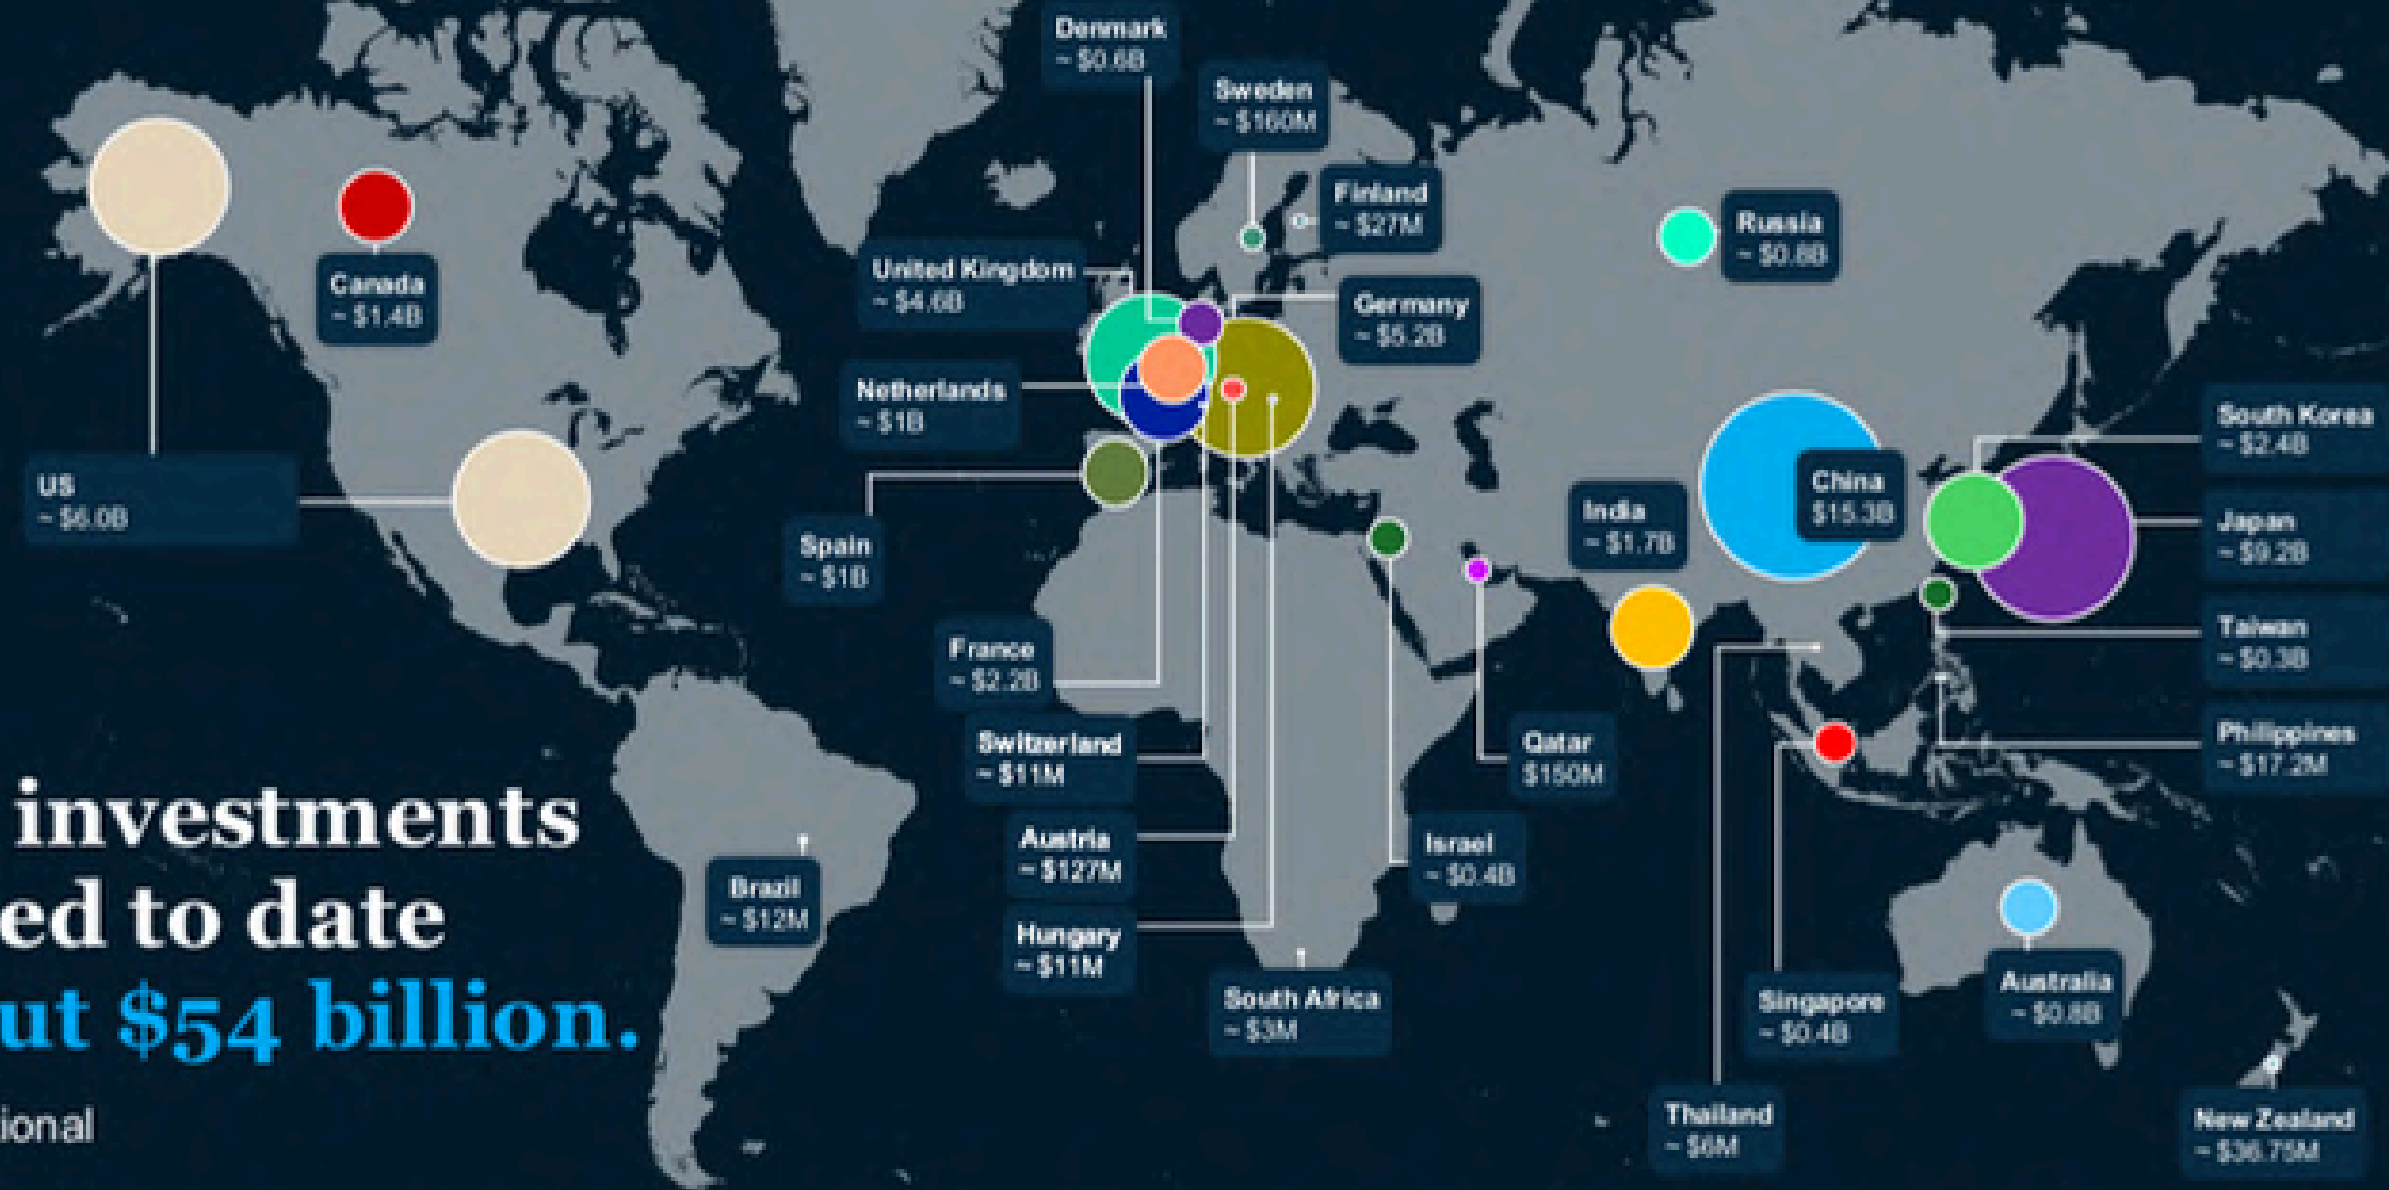 Denmark
~ $0.6B
Sweden
~ $160M
Finland
~ $27M
Russia
~ $0.8B
Canada
~ $1.4B
United Kingdom
~ $4.6B
Germany
~ $5.2B
Netherlands
~ $1B
South Korea
~ $2.4B
US
~ $6.0B
China
$15.3B
India
~ $1.7B
Japan
~ $9.2B
Spain
~ $1B
Taiwan
~ $0.3B
France
~ $2.2B
Philippines
~ $17.2M
Switzerland
~ $11M
Qatar
$150M
Austria
~ $127M
Israel
~ $0.4B
Brazil
~ $12M
Hungary
~ $11M
South Africa
~ $3M
Singapore
~ $0.4B
Australia
~ $0.8B
Thailand
~ $6M
New Zealand
~ $36.75M
investments
ed to date
ut $54 billion.
ional